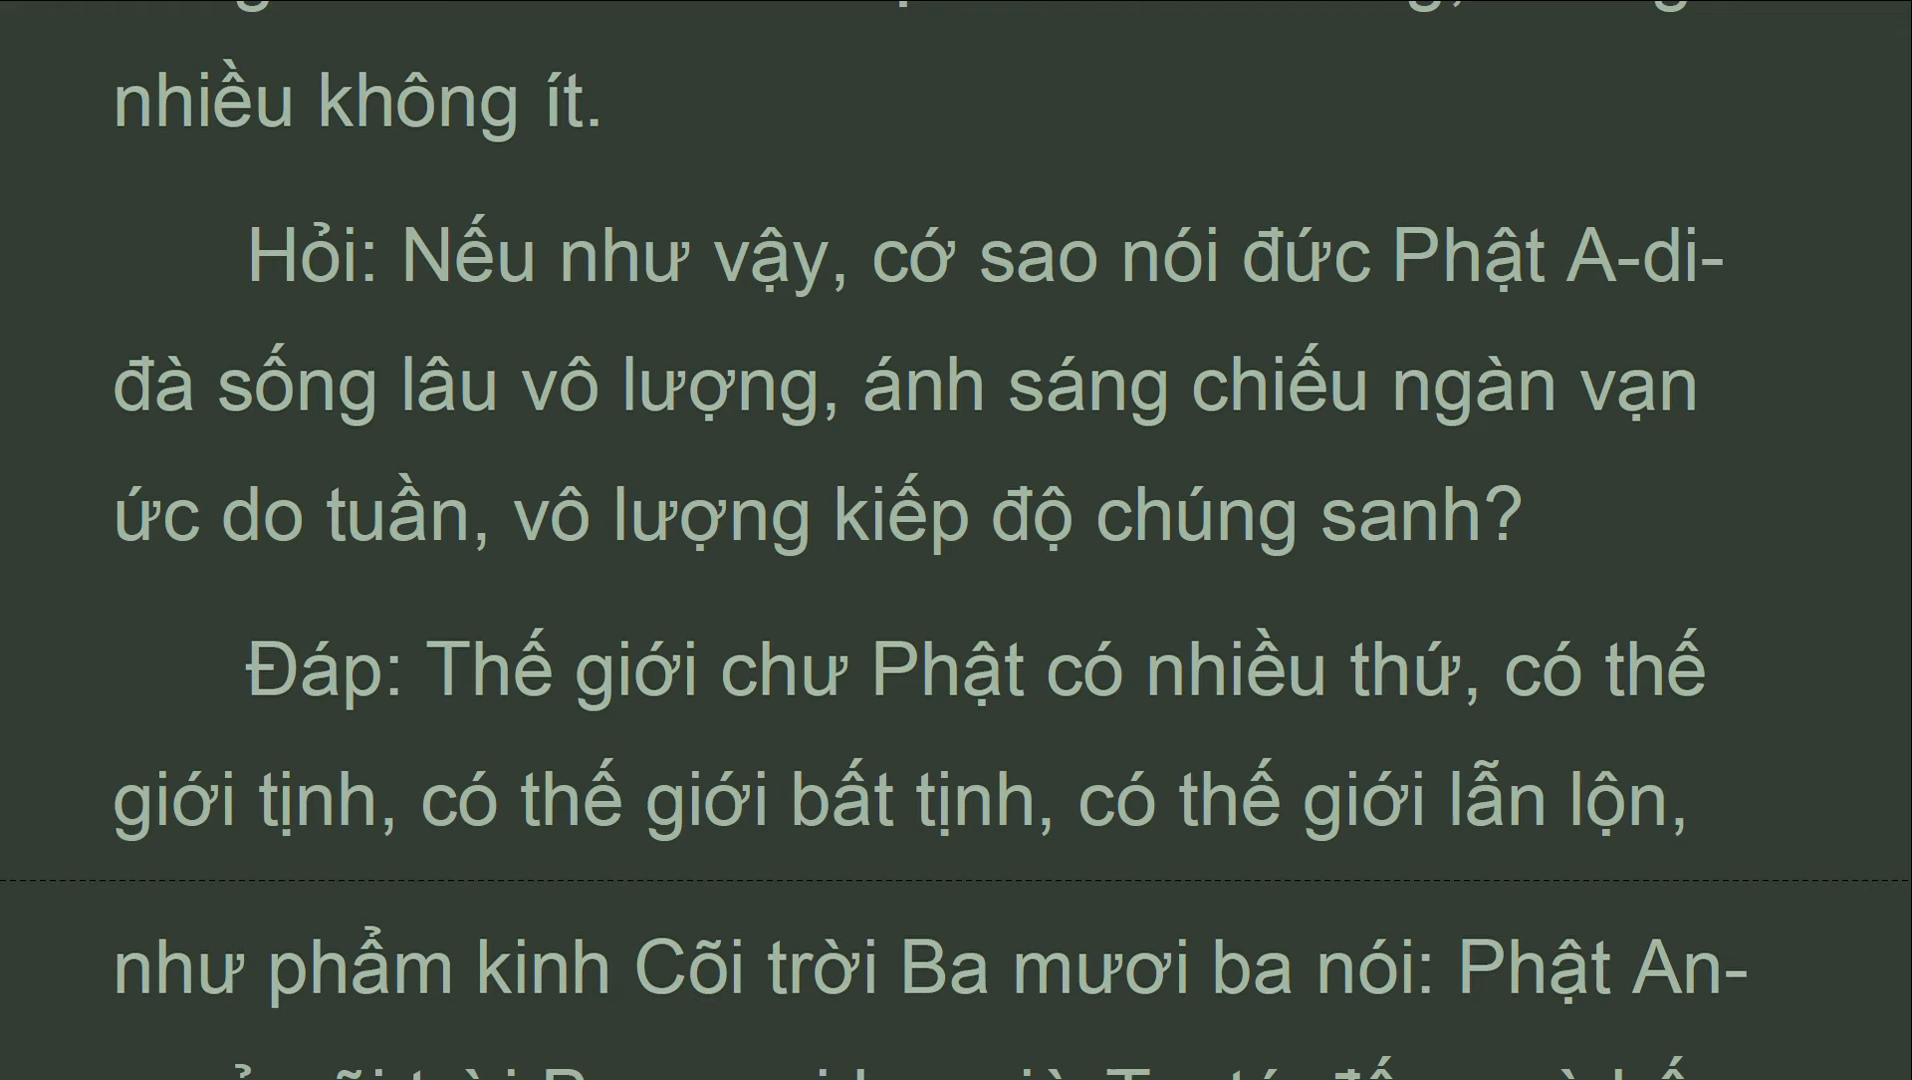 nhiều không ít.
Hỏi: Nếu như vậy, cớ sao nói đức Phật A-di-
đà sống lâu vô lượng, ánh sáng chiếu ngàn vạn
ức do tuần, vô lượng kiếp độ chúng sanh?
Đáp: Thế giới chư Phật có nhiều thứ, có thế
giới tịnh, có thế giới bất tịnh, có thế giới lẫn lộn,
như phẩm kinh Cõi trời Ba mươi ba nói: Phật An-